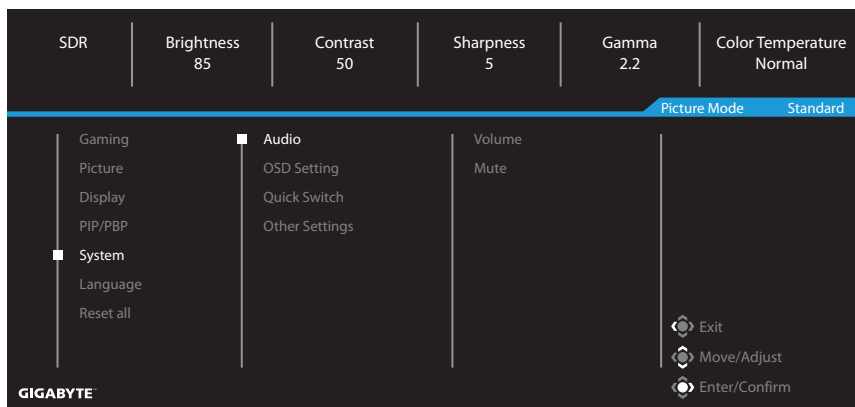 SDR
Brightness
85
Contrast
50
Sharpness
5
Gamma
2.2
Color Temperature
Normal
Picture Mode Standard
Gaming
Picture
Display
PIP/PBP
System
Language
Reset all
Audio
OSD Setting
Quick Switch
Other Settings
Volume
Mute
Exit
Move/Adjust
Enter/Confirm
GIGABYTE™